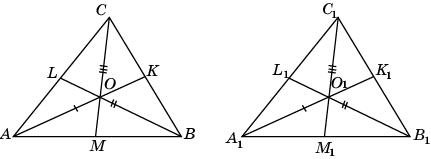 C C₁
L O K L₁ O₁ K₁
A M B A₁ M₁ B₁